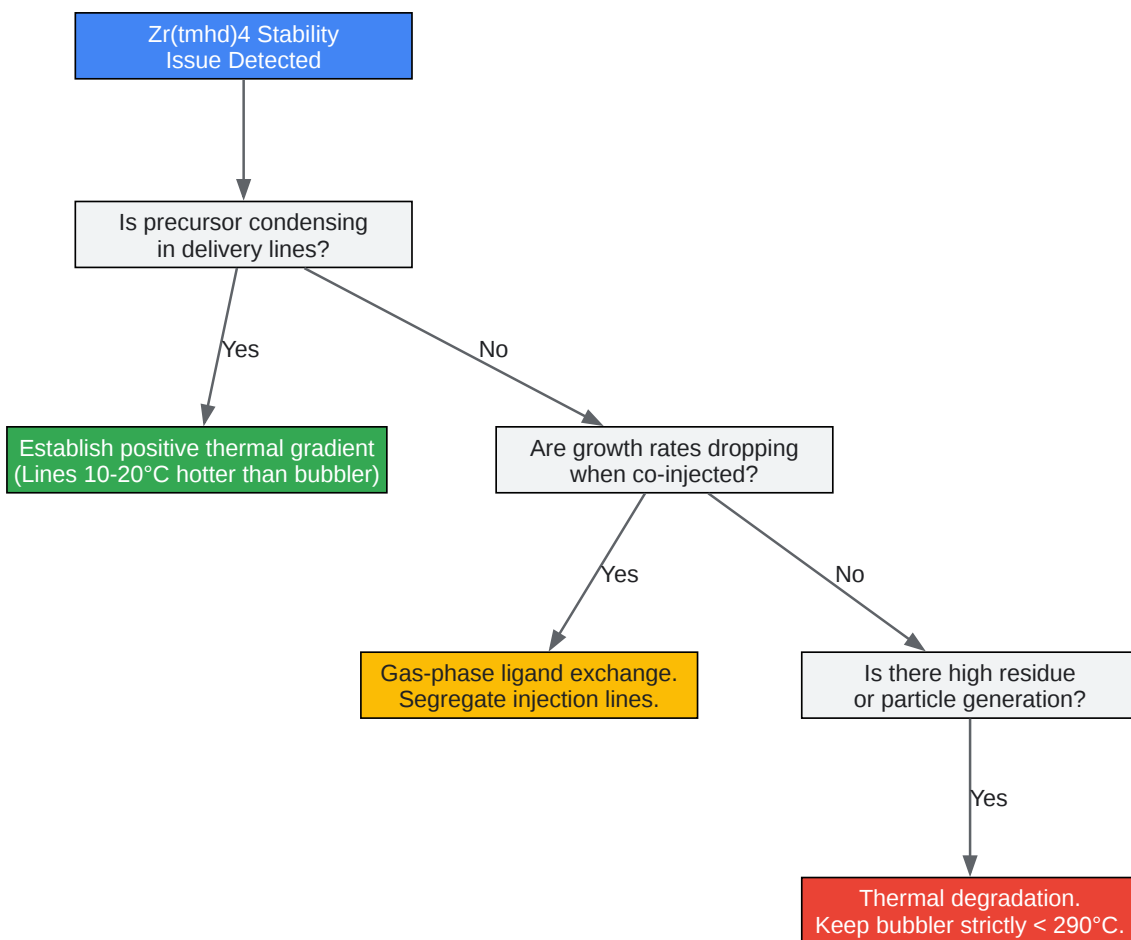 Zr(tmhd)4 Stability
Issue Detected
Is precursor condensing
in delivery lines?
Yes
No
Establish positive thermal gradient
(Lines 10-20°C hotter than bubbler)
Are growth rates dropping
when co-injected?
Yes
No
Gas-phase ligand exchange.
Segregate injection lines.
Is there high residue
or particle generation?
Yes
Thermal degradation.
Keep bubbler strictly < 290°C.